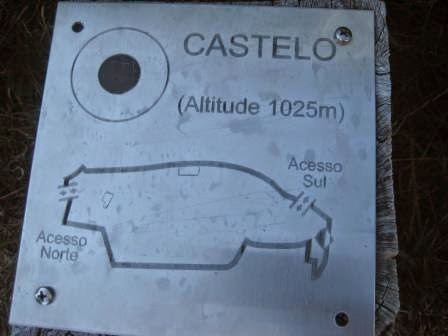 CASTELO
(Altitude 1025m)
Acesso
Sul
Acesso
Norte